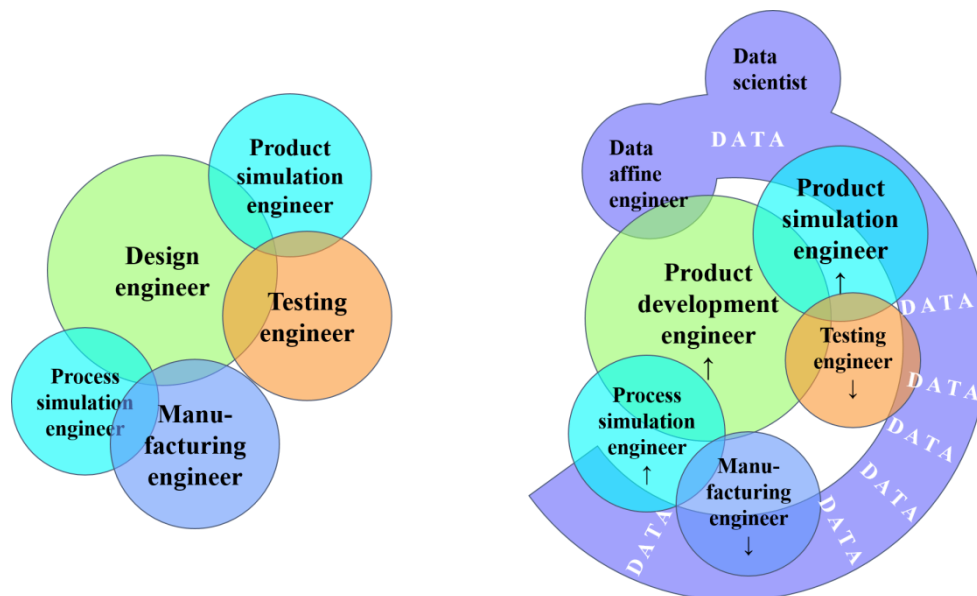 Product
simulation
engineer
Design
engineer
Testing
engineer
Process
simulation
engineer
Manu-
facturing
engineer
Data
scientist
DATA
Data
affine
engineer
Product
simulation
engineer
↑
Product
development
engineer
↑
DATA
Testing
engineer
↓
DATA
Process
simulation
engineer
↑
DATA
Manu-
facturing
engineer
↓
DATA
DATA
DATA